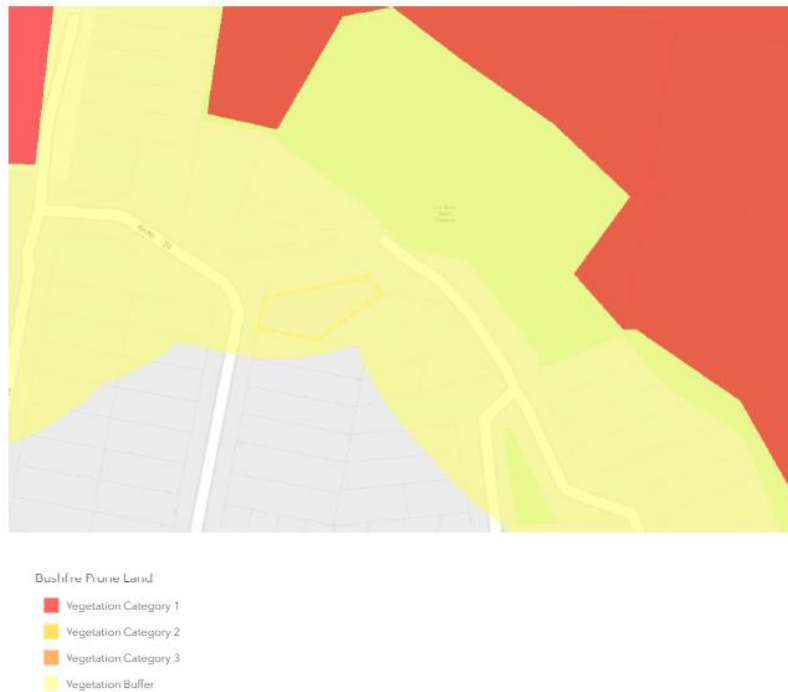 Bushfire Prone Land
Vegetation Category 1
Vegetation Category 2
Vegetation Category 3
Vegetation Buffer